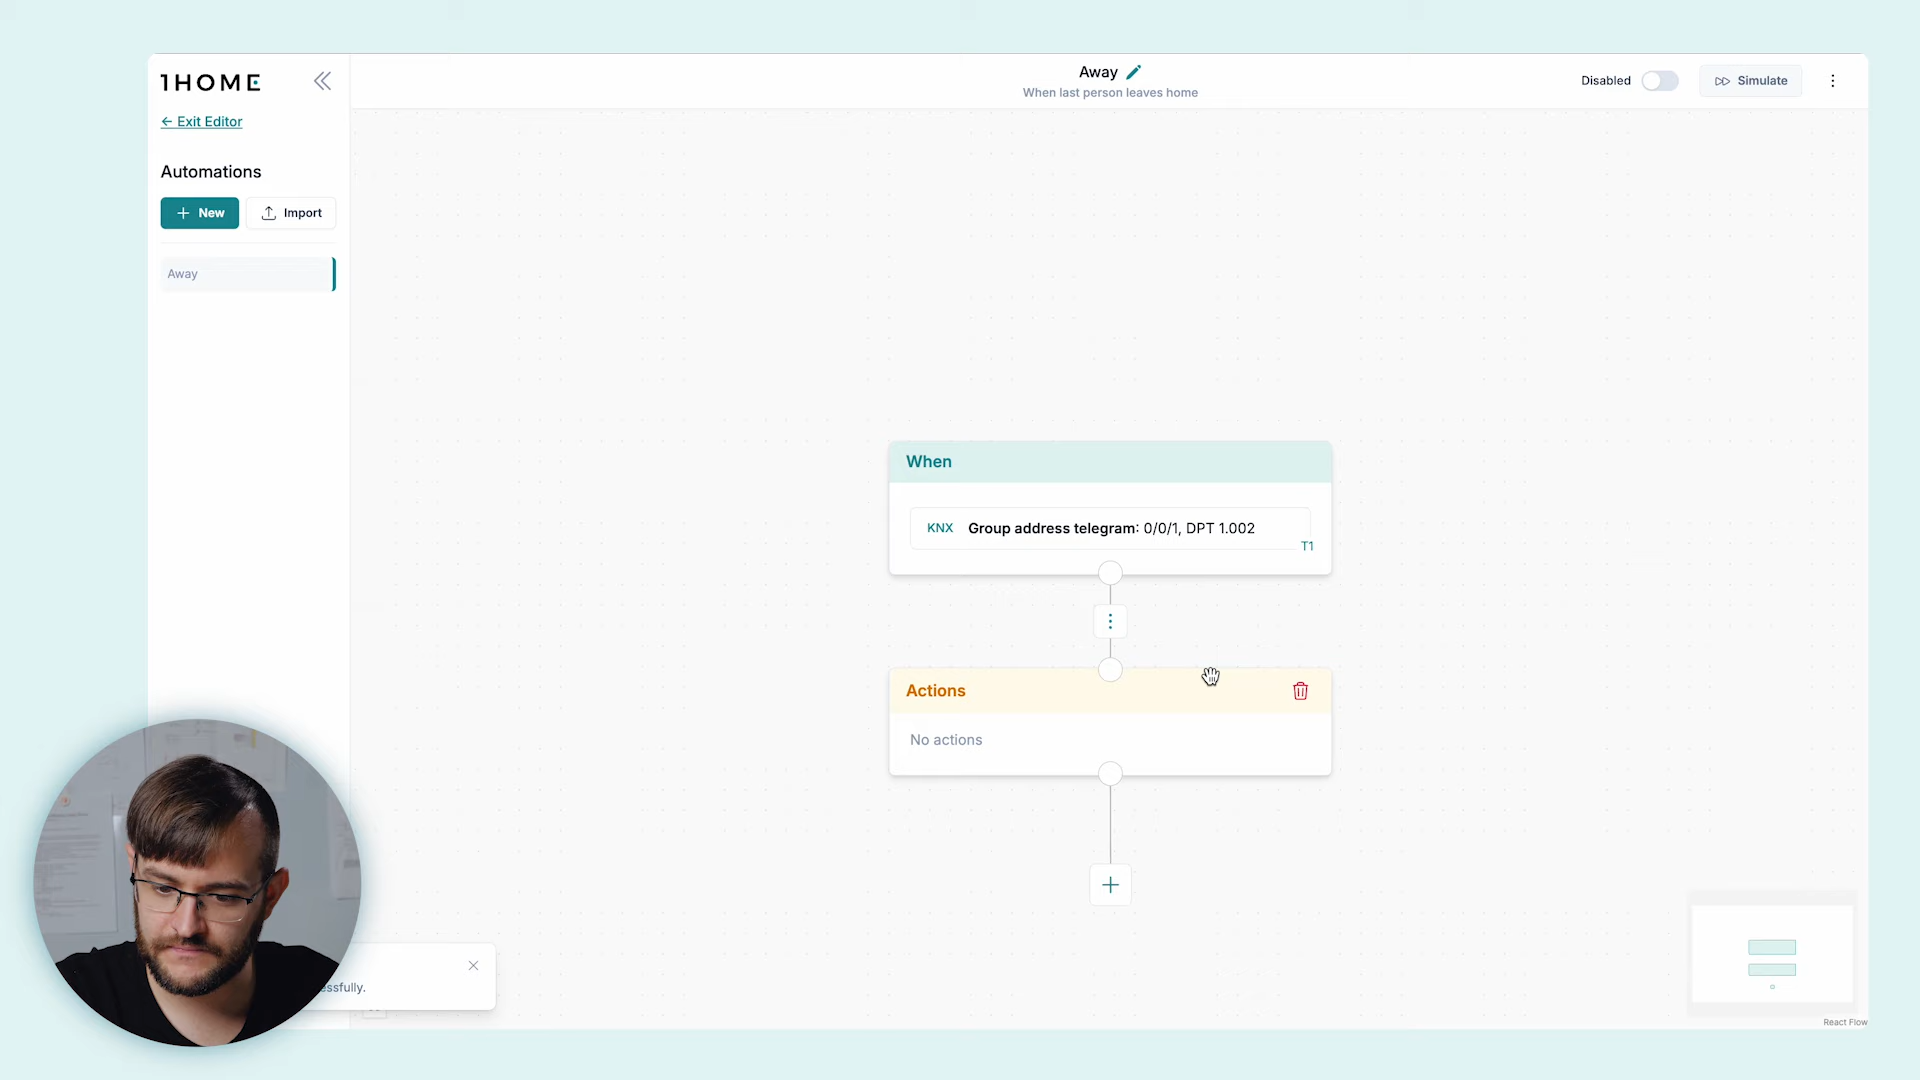 1HOME
← Exit Editor
Automations
+ New
Import
Away
Away
When last person leaves home
Disabled
Simulate
When
KNX Group address telegram: 0/0/1, DPT 1.002
T1
Actions
No actions
essfully.
React Flow